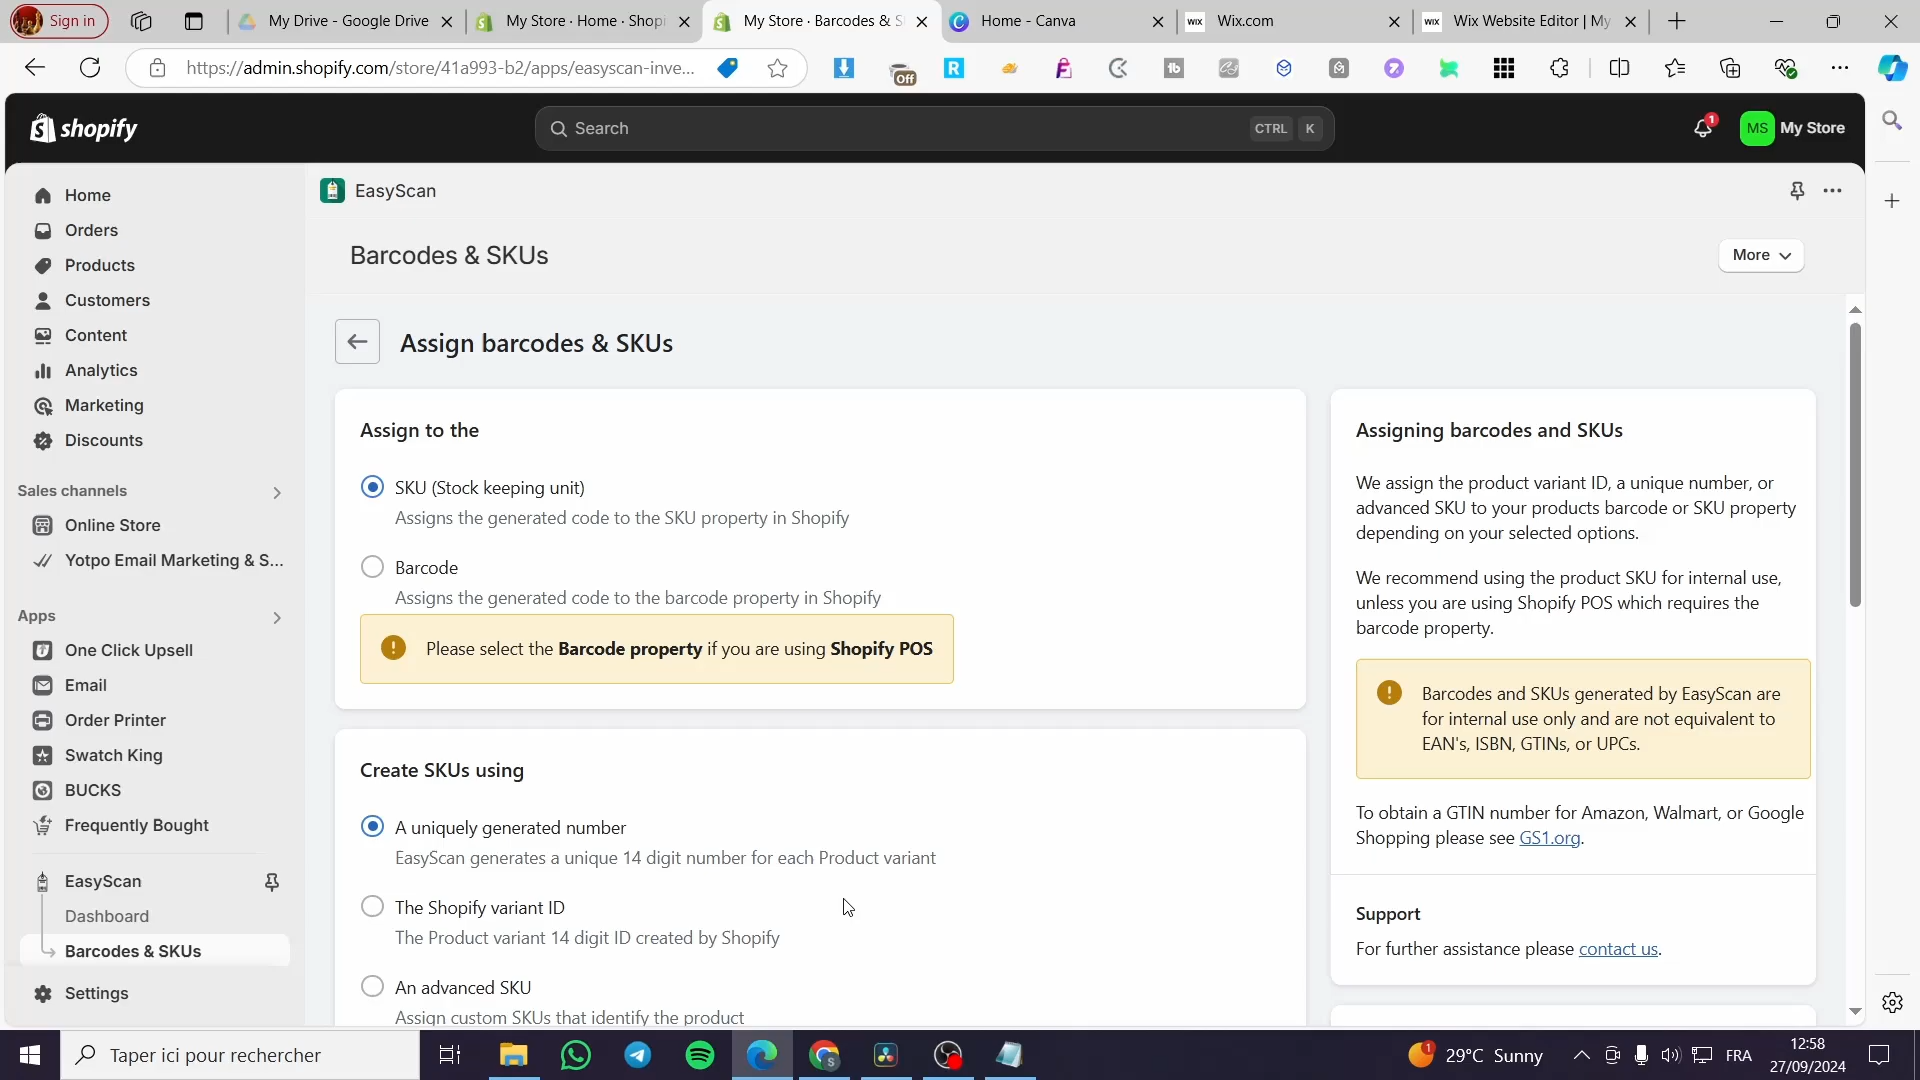 Sign in
My Drive - Google Drive
My Store · Home · Shopi
My Store · Barcodes & S
Home - Canva
Wix.com
Wix Website Editor | My
https://admin.shopify.com/store/41a993-b2/apps/easyscan-inve...
Off
shopify
Search
CTRL K
1
MS
My Store
Home
Orders
Products
Customers
Content
Analytics
Marketing
Discounts
Sales channels
Online Store
Yotpo Email Marketing & S...
Apps
One Click Upsell
Email
Order Printer
Swatch King
BUCKS
Frequently Bought
EasyScan
Dashboard
Barcodes & SKUs
Settings
EasyScan
Barcodes & SKUs
More
Assign barcodes & SKUs
Assign to the
SKU (Stock keeping unit)
Assigns the generated code to the SKU property in Shopify
Barcode
Assigns the generated code to the barcode property in Shopify
Please select the Barcode property if you are using Shopify POS
Create SKUs using
A uniquely generated number
EasyScan generates a unique 14 digit number for each Product variant
The Shopify variant ID
The Product variant 14 digit ID created by Shopify
An advanced SKU
Assign custom SKUs that identify the product
Assigning barcodes and SKUs
We assign the product variant ID, a unique number, or
advanced SKU to your products barcode or SKU property
depending on your selected options.
We recommend using the product SKU for internal use,
unless you are using Shopify POS which requires the
barcode property.
Barcodes and SKUs generated by EasyScan are
for internal use only and are not equivalent to
EAN's, ISBN, GTINs, or UPCs.
To obtain a GTIN number for Amazon, Walmart, or Google
Shopping please see GS1.org.
Support
For further assistance please contact us.
Taper ici pour rechercher
1
29°C Sunny
FRA
12:58
27/09/2024